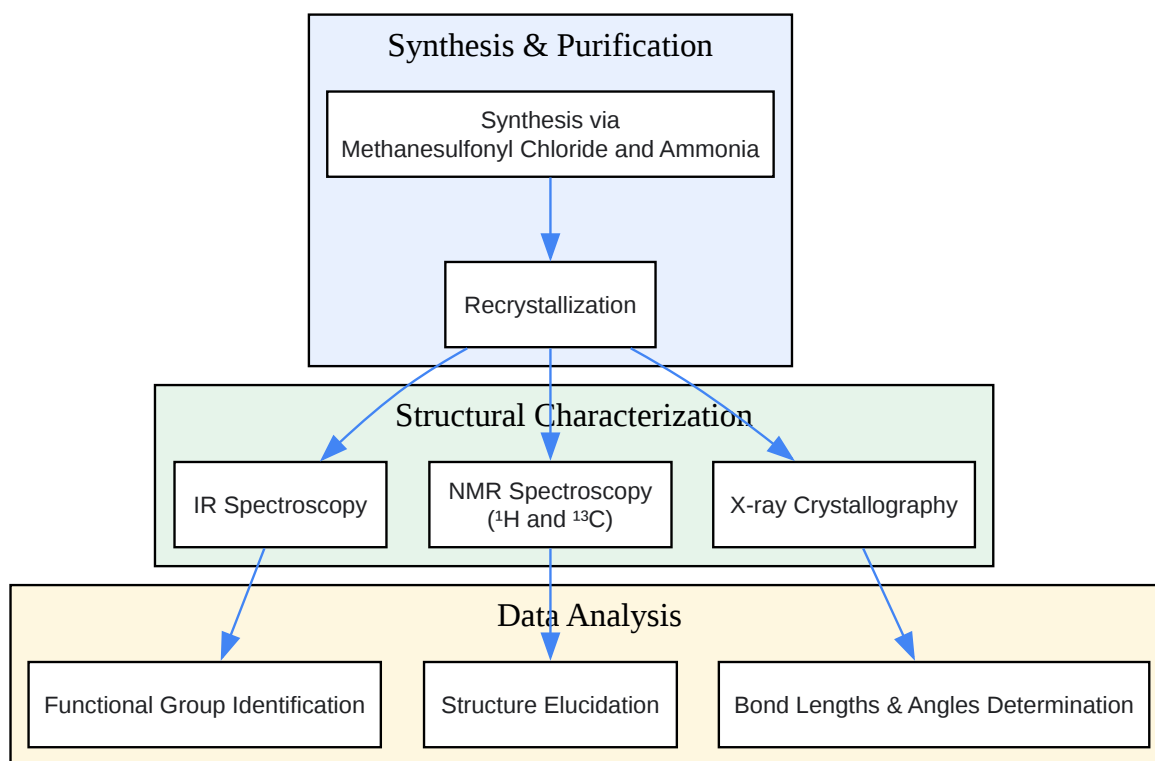 Synthesis & Purification
Synthesis via
Methanesulfonyl Chloride and Ammonia
Recrystallization
Structural Characterization
IR Spectroscopy
NMR Spectroscopy
(¹H and ¹³C)
X-ray Crystallography
Data Analysis
Functional Group Identification
Structure Elucidation
Bond Lengths & Angles Determination